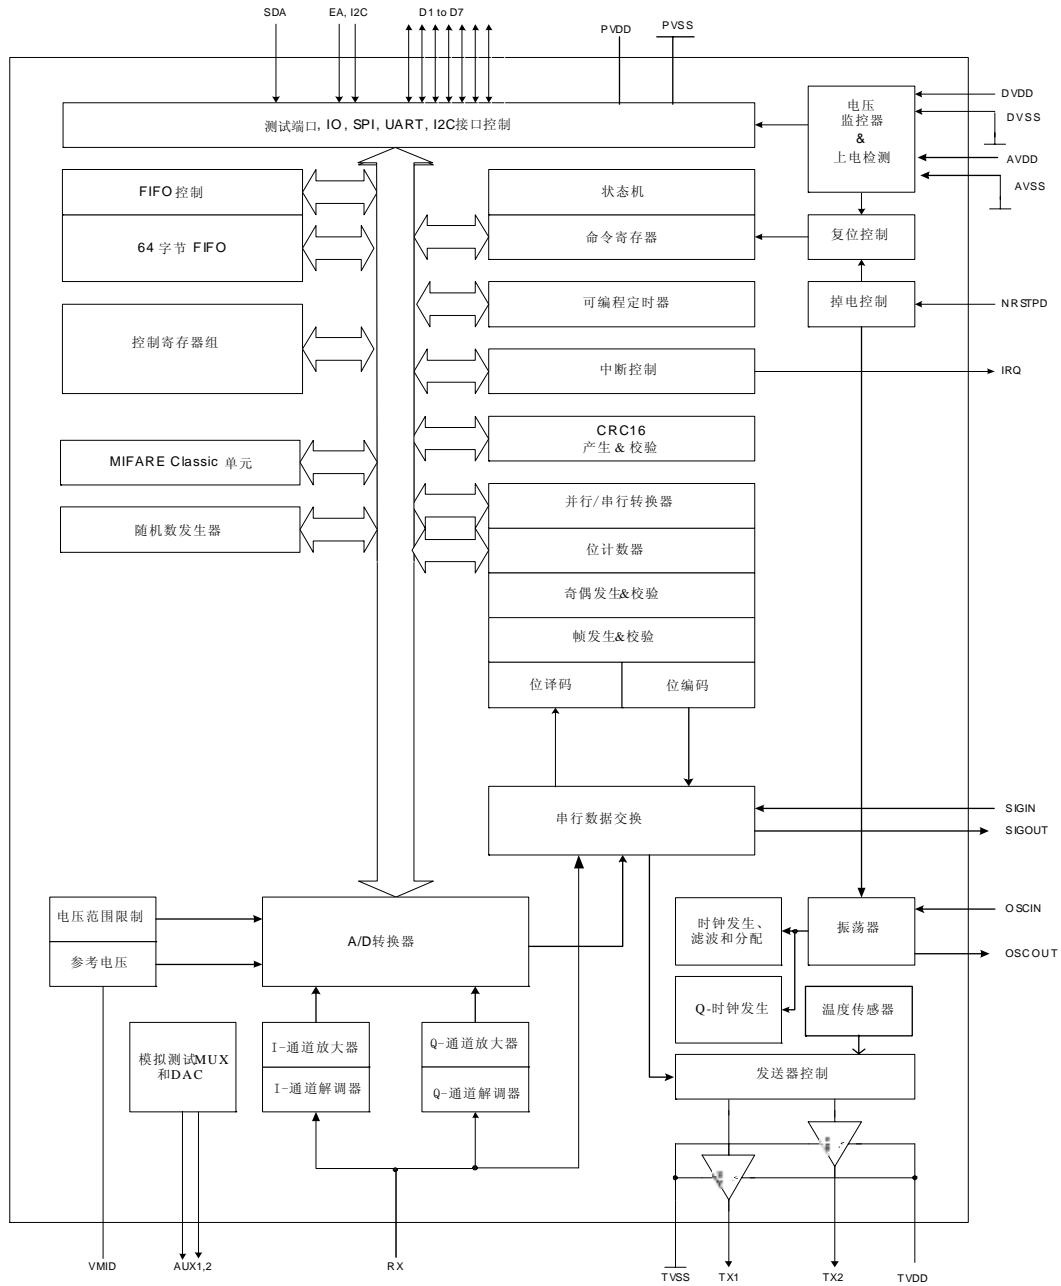 SDA
EA, I2C
D1 to D7
PVDD
PVSS
测试端口, IO, SPI, UART, I2C接口控制
电压
监控器
&
上电检测
DVDD
DVSS
AVDD
AVSS
FIFO 控制
64 字节 FIFO
状态机
命令寄存器
复位控制
控制寄存器组
可编程定时器
掉电控制
NRSTPD
中断控制
IRQ
CRC16
产生 & 校验
MIFARE Classic 单元
随机数发生器
并行/串行转换器
位计数器
奇偶发生&校验
帧发生&校验
位译码
位编码
串行数据交换
SIGIN
SIGOUT
电压范围限制
参考电压
A/D转换器
时钟发生、
滤波和分配
振荡器
OSCIN
OSCOUT
Q-时钟发生
温度传感器
模拟测试MUX
和DAC
I-通道放大器
I-通道解调器
Q-通道放大器
Q-通道解调器
发送器控制
VMID
AUX1,2
RX
TVSS
TX1
TX2
TVDD